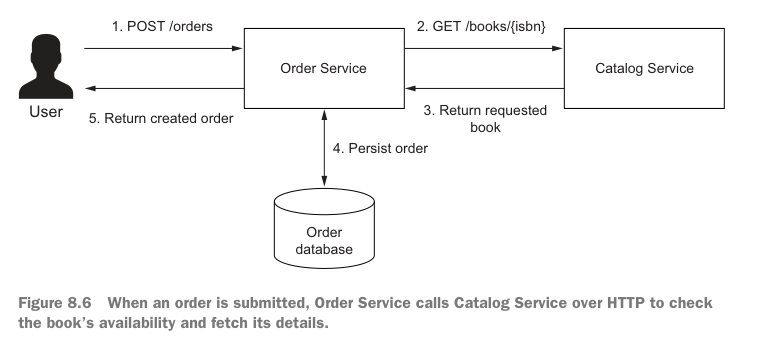 1. POST /orders
2. GET /books/{isbn}
Order Service
Catalog Service
User
5. Return created order
3. Return requested
book
4. Persist order
Order
database
Figure 8.6 When an order is submitted, Order Service calls Catalog Service over HTTP to check
the book's availability and fetch its details.